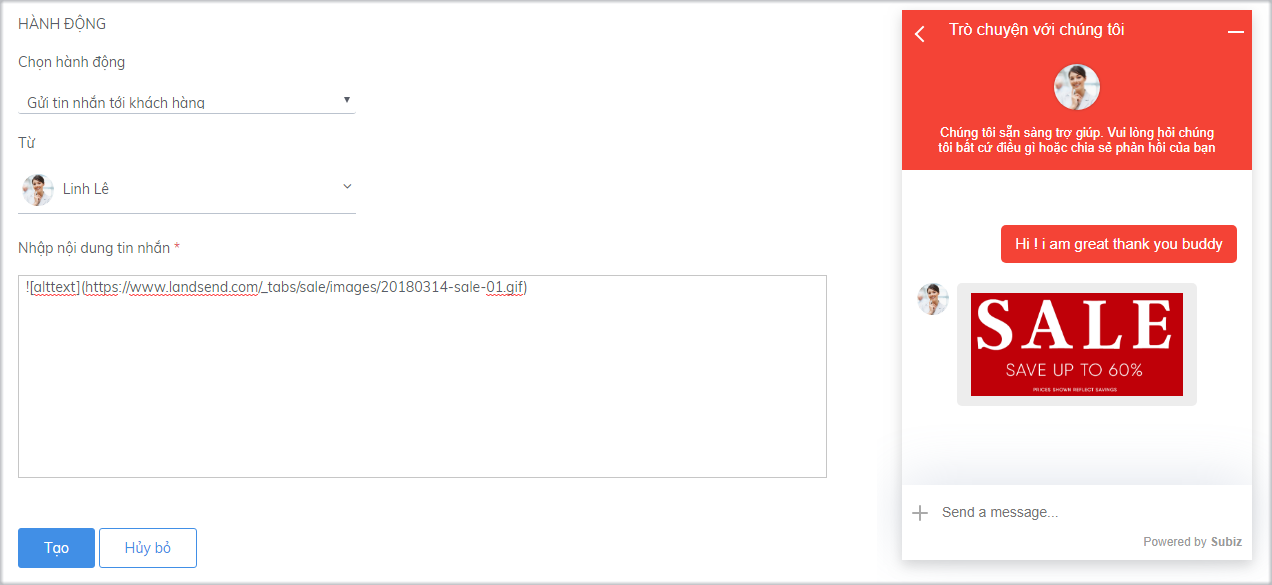 HÀNH ĐỘNG
Chọn hành động
Gửi tin nhắn tới khách hàng
Từ
Linh Lê
Nhập nội dung tin nhắn *
![alttext](https://www.landsend.com/_tabs/sale/images/20180314-sale-01.gif)
Tạo
Hủy bỏ
Trò chuyện với chúng tôi
Chúng tôi sẵn sàng trợ giúp. Vui lòng hỏi chúng
tôi bất cứ điều gì hoặc chia sẻ phản hồi của bạn
Hi ! i am great thank you buddy
SALE
SAVE UP TO 60%
PRICES SHOWN REFLECT SAVINGS
Send a message...
Powered by Subiz